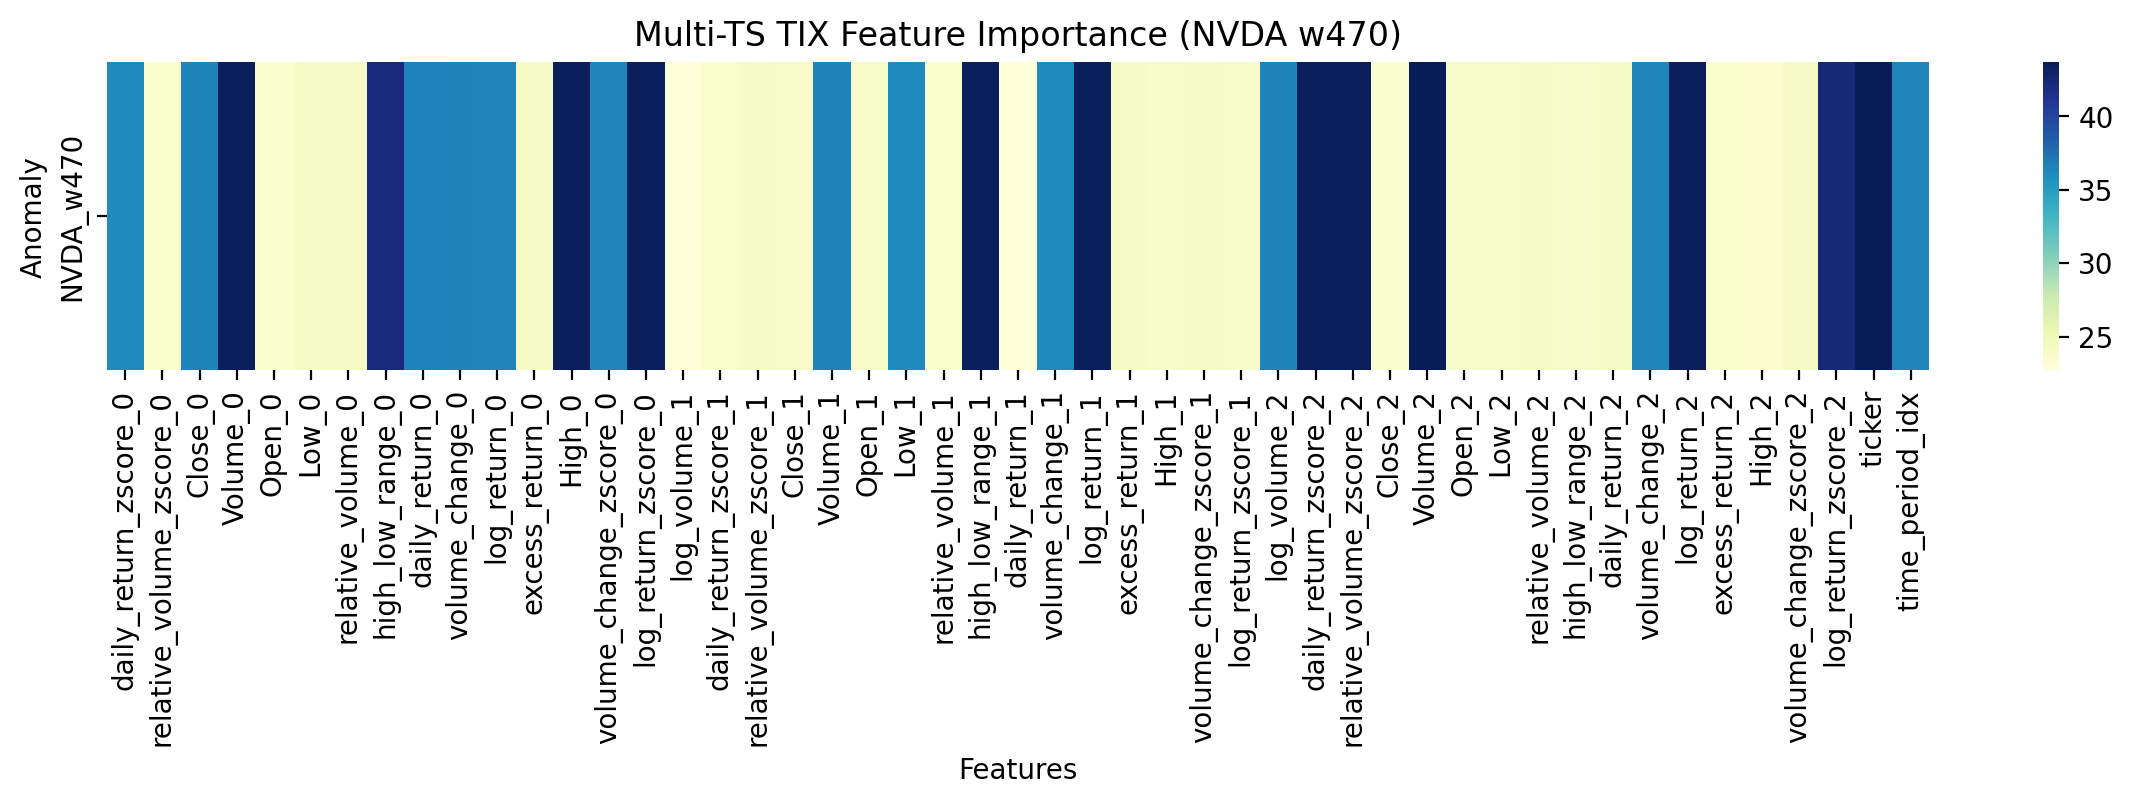 Multi-TS TIX Feature Importance (NVDA w470)
Anomaly
NVDA_w470
40
35
30
25
daily_return_zscore_0
relative_volume_zscore_0
Close_0
Volume_0
Open_0
Low_0
relative_volume_0
high_low_range_0
daily_return_0
volume_change_0
log_return_0
excess_return_0
High_0
volume_change_zscore_0
log_return_zscore_0
log_volume_1
daily_return_zscore_1
relative_volume_zscore_1
Close_1
Volume_1
Open_1
Low_1
relative_volume_1
high_low_range_1
daily_return_1
volume_change_1
log_return_1
excess_return_1
High_1
volume_change_zscore_1
log_return_zscore_1
log_volume_2
daily_return_zscore_2
relative_volume_zscore_2
Close_2
Volume_2
Open_2
Low_2
relative_volume_2
high_low_range_2
daily_return_2
volume_change_2
log_return_2
excess_return_2
High_2
volume_change_zscore_2
log_return_zscore_2
ticker
time_period_idx
Features